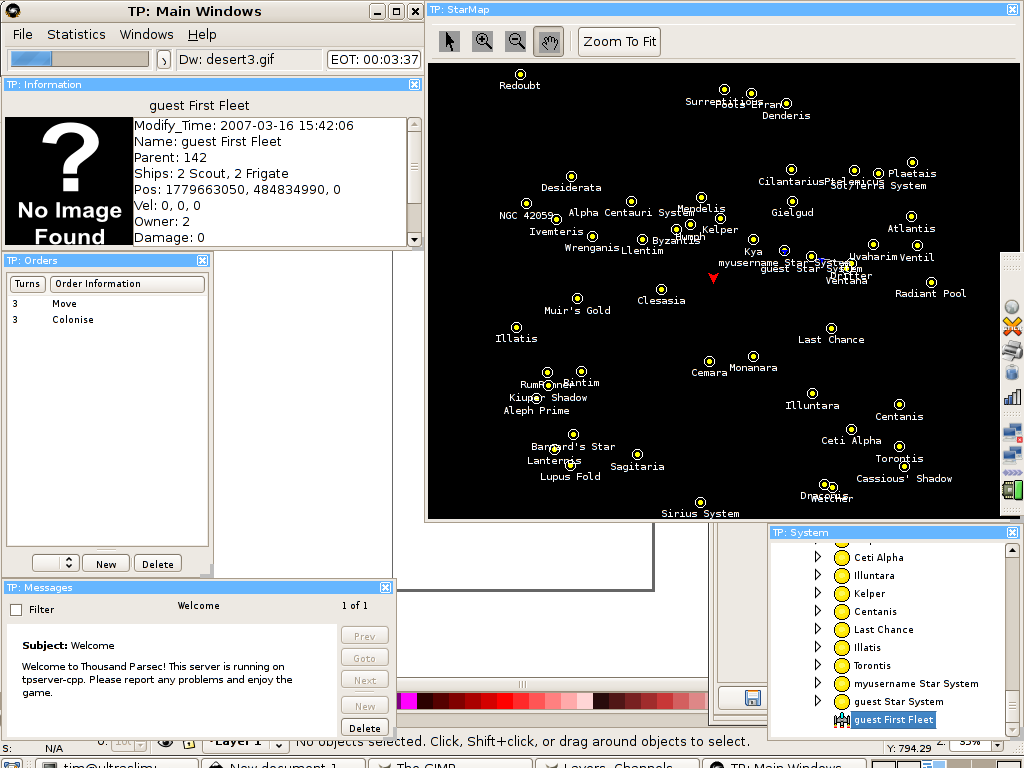 TP: Main Windows
File Statistics Windows Help
Dw: desert3.gif EOT: 00:03:37
TP: Information
guest First Fleet
No Image
Found
Modify_Time: 2007-03-16 15:42:06
Name: guest First Fleet
Parent: 142
Ships: 2 Scout, 2 Frigate
Pos: 1779663050, 484834990, 0
Vel: 0, 0, 0
Owner: 2
Damage: 0
TP: Orders
Turns Order Information
3 Move
3 Colonise
New Delete
TP: Messages
Filter Welcome 1 of 1
Subject: Welcome
Welcome to Thousand Parsec! This server is running on
tpserver-cpp. Please report any problems and enjoy the
game.
Prev
Goto
Next
New
Delete
TP: StarMap
Zoom To Fit
Redoubt
Surreptitious
Denderis
Plaetais
Cilantarius
Sol/Terra System
Desiderata
NGC 42059
Alpha Centauri System
Mendelis
Gielgud
Ivemteris
Kelper
Atlantis
Wrenganis
Llentim
Byzantis
Humph
Kya
Uvaharim
Ventil
myusername Star System
guest Star System
Drifter
Ventana
Radiant Pool
Clesasia
Muir's Gold
Illatis
Last Chance
Cemara
Monanara
Bintim
Kiuper Shadow
Aleph Prime
Illuntara
Centanis
Ceti Alpha
Barnard's Star
Lanternis
Lupus Fold
Sagitaria
Torontis
Cassious' Shadow
Sirius System
TP: System
Ceti Alpha
Illuntara
Kelper
Centanis
Last Chance
Illatis
Torontis
myusername Star System
guest Star System
guest First Fleet
S: N/A
O: 100
*Layer 1
No objects selected. Click, Shift+click, or drag around objects to select.
Y: 794.29
Z: 35%
tim@ultraslim:
New document 1
The GIMP
Layers, Channels,
TP: Main Windows